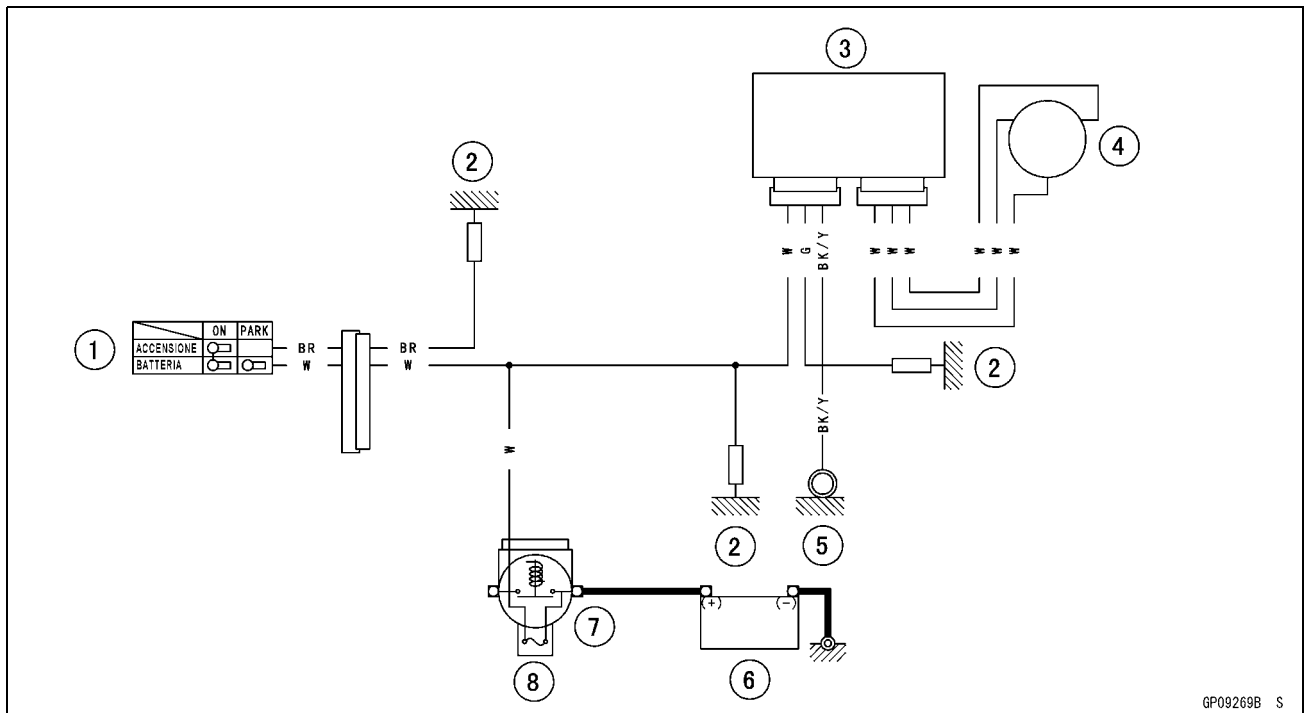 3
4
2
W G BK/Y W W W W W W
ON PARK
1 ACCENSIONE BR BR
BATTERIA W W
2
BK/Y
W
2 5
(+) (-)
7
8 6
GP09269B S